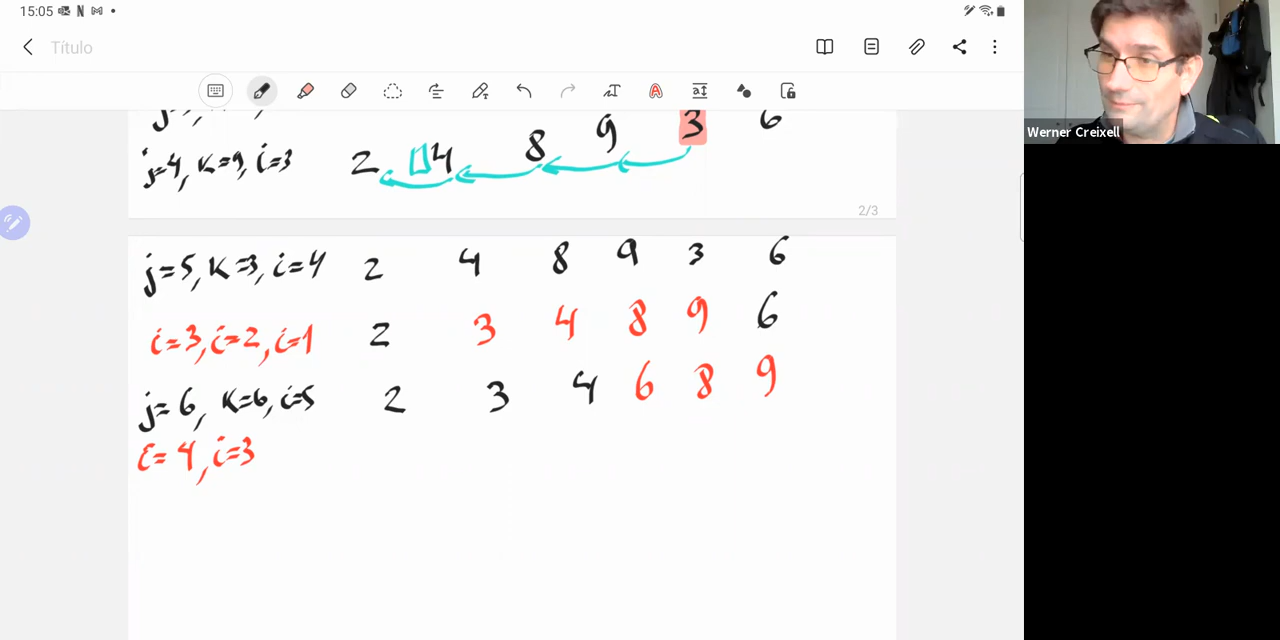 15:05
Título
Werner Creixell
9 3 6
j=4, K=9, i=3 2 4 8
2/3
j=5, K=3, i=4 2 4 8 9 3 6
i=3, i=2, i=1 2 3 4 8 9 6
j=6, K=6, i=5 2 3 4 6 8 9
i=4, i=3